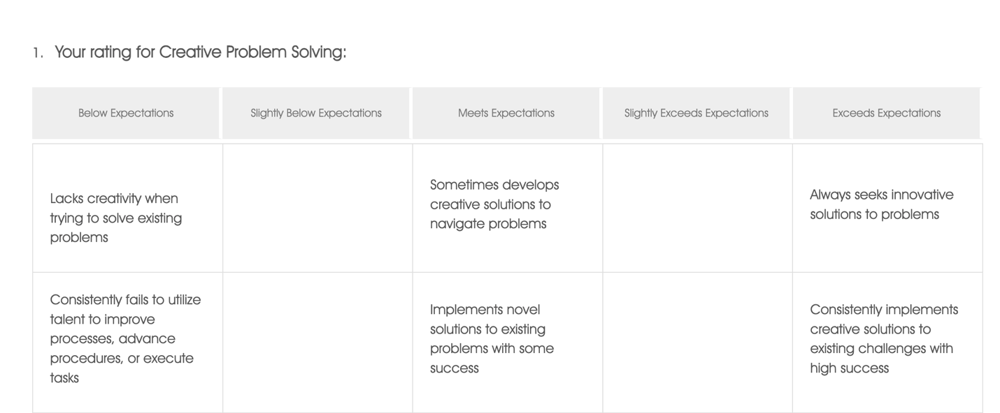 1. Your rating for Creative Problem Solving:
Below Expectations
Slightly Below Expectations
Meets Expectations
Slightly Exceeds Expectations
Exceeds Expectations
Lacks creativity when
trying to solve existing
problems
Sometimes develops
creative solutions to
navigate problems
Always seeks innovative
solutions to problems
Consistently fails to utilize
talent to improve
processes, advance
procedures, or execute
tasks
Implements novel
solutions to existing
problems with some
success
Consistently implements
creative solutions to
existing challenges with
high success